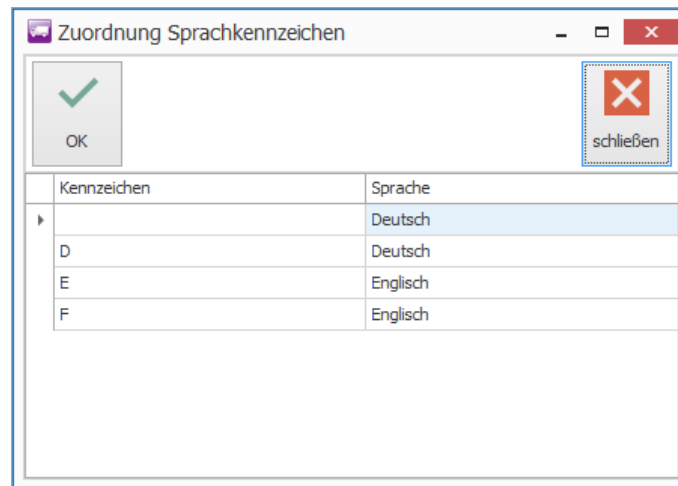 Zuordnung Sprachkennzeichen
OK
schließen
Kennzeichen Sprache
Deutsch
D Deutsch
E Englisch
F Englisch